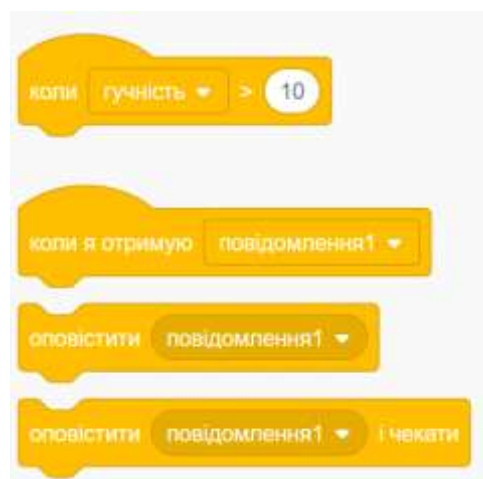 коли гучність > 10
коли я отримую повідомлення1
оповістити повідомлення1
оповістити повідомлення1 і чекати